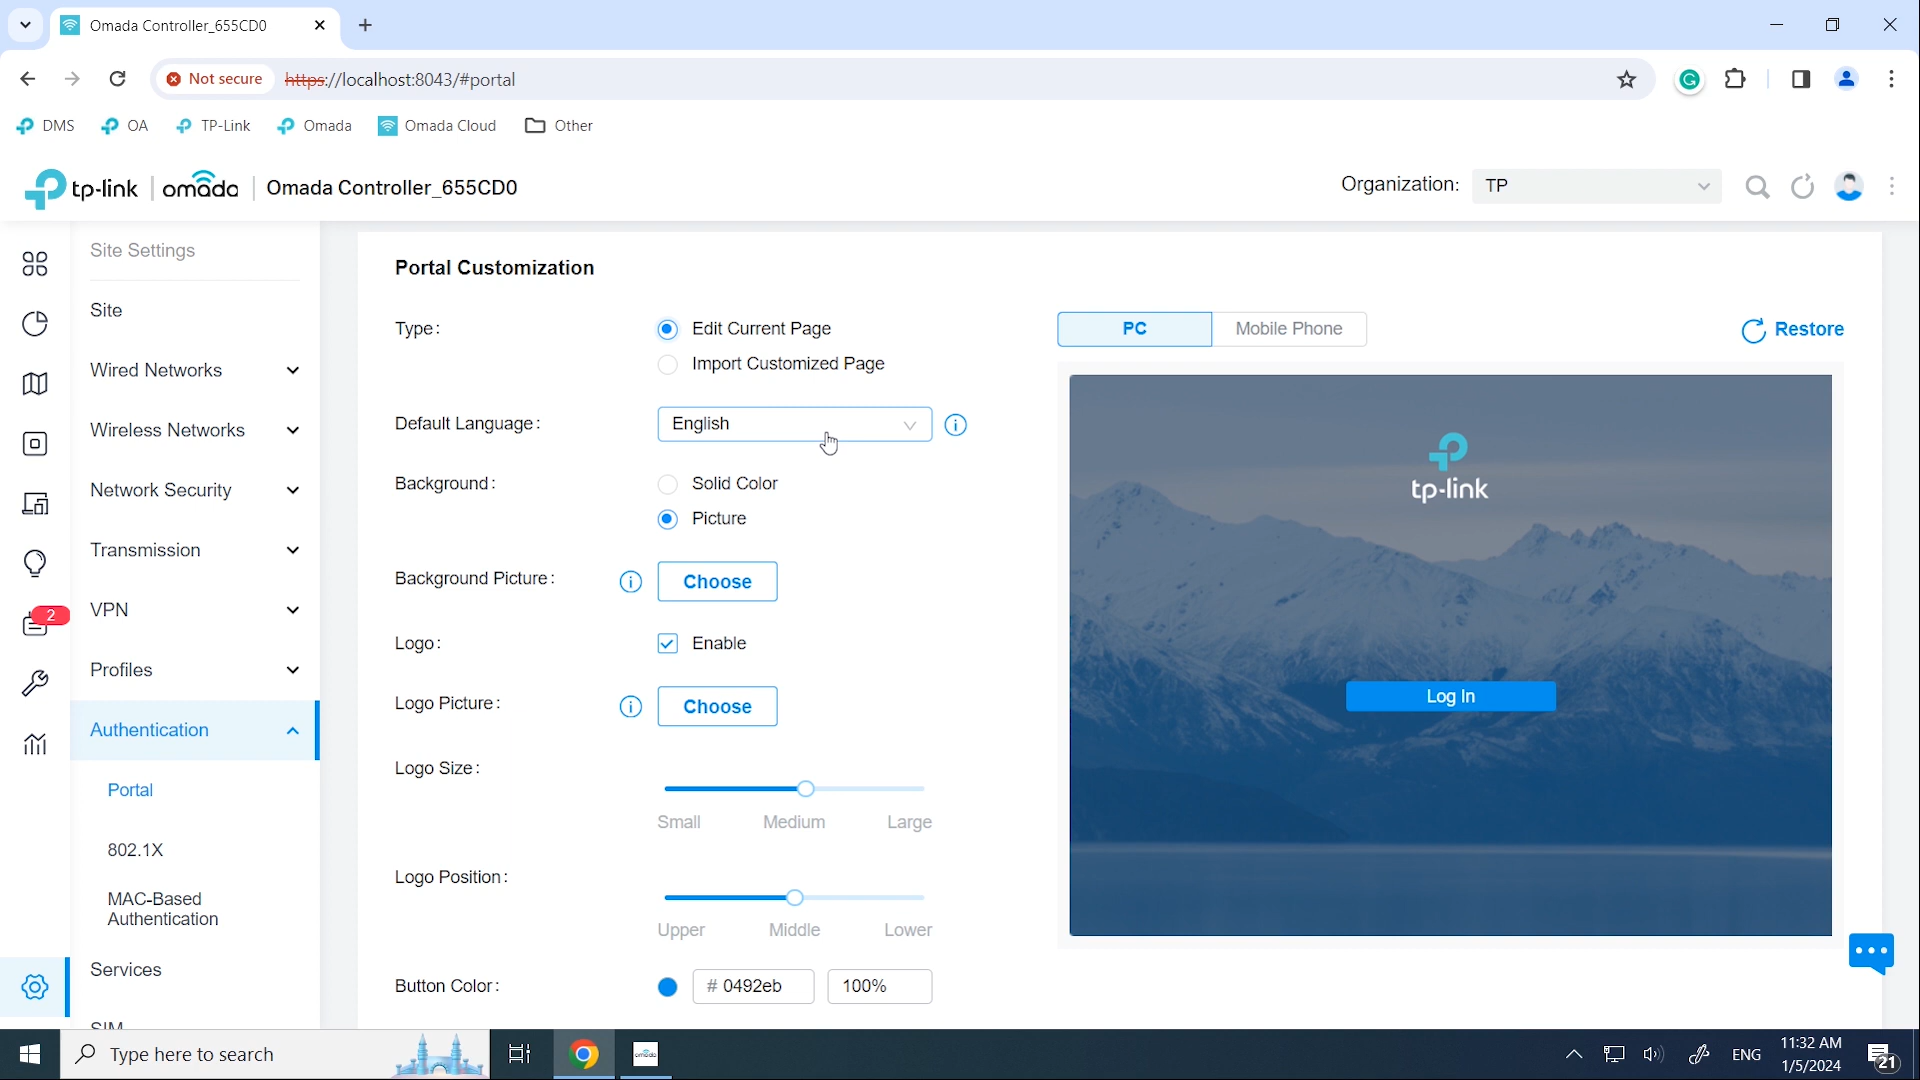 Omada Controller_655CD0
Not secure
https://localhost:8043/#portal
DMS
OA
TP-Link
Omada
Omada Cloud
Other
tp-link
omada
Omada Controller_655CD0
Organization:
TP
Site Settings
Site
Wired Networks
Wireless Networks
Network Security
Transmission
VPN
Profiles
Authentication
Portal
802.1X
MAC-Based
Authentication
Services
SIM
2
Portal Customization
Type:
Edit Current Page
Import Customized Page
Default Language:
English
Background:
Solid Color
Picture
Background Picture:
Choose
Logo:
Enable
Logo Picture:
Choose
Logo Size:
Small
Medium
Large
Logo Position:
Upper
Middle
Lower
Button Color:
# 0492eb
100%
PC
Mobile Phone
Restore
tp-link
Log In
Type here to search
omada
ENG
11:32 AM
1/5/2024
21